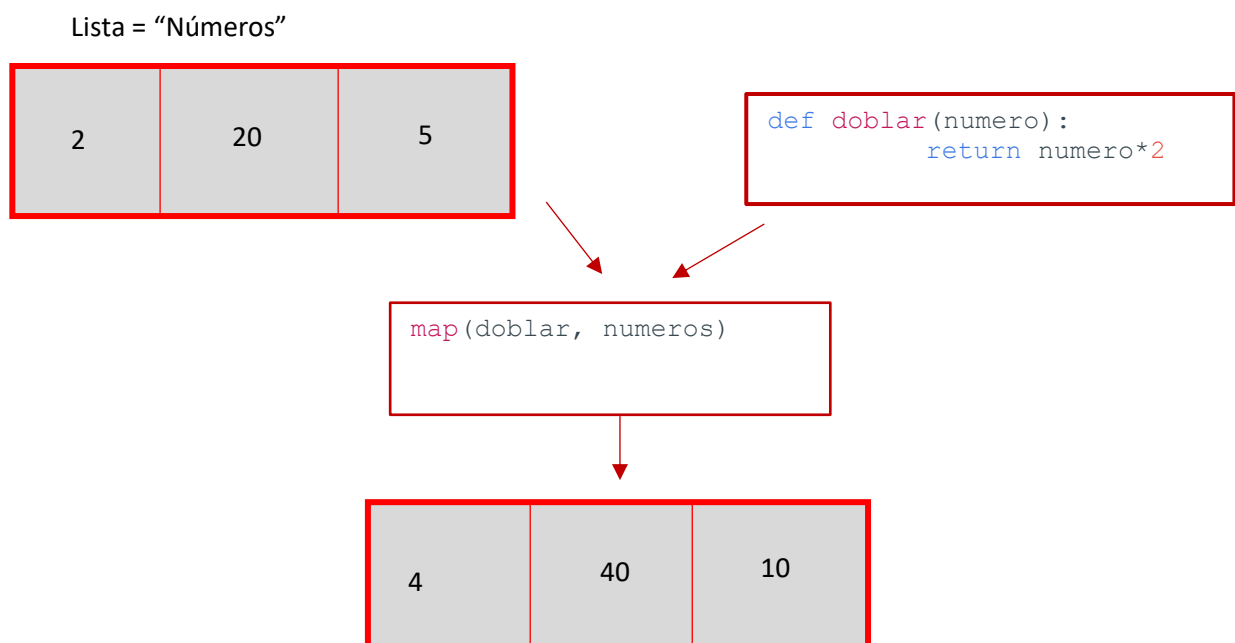 Lista = “Números”
2 20 5
def doblar(numero):
return numero*2
map(doblar, numeros)
4 40 10